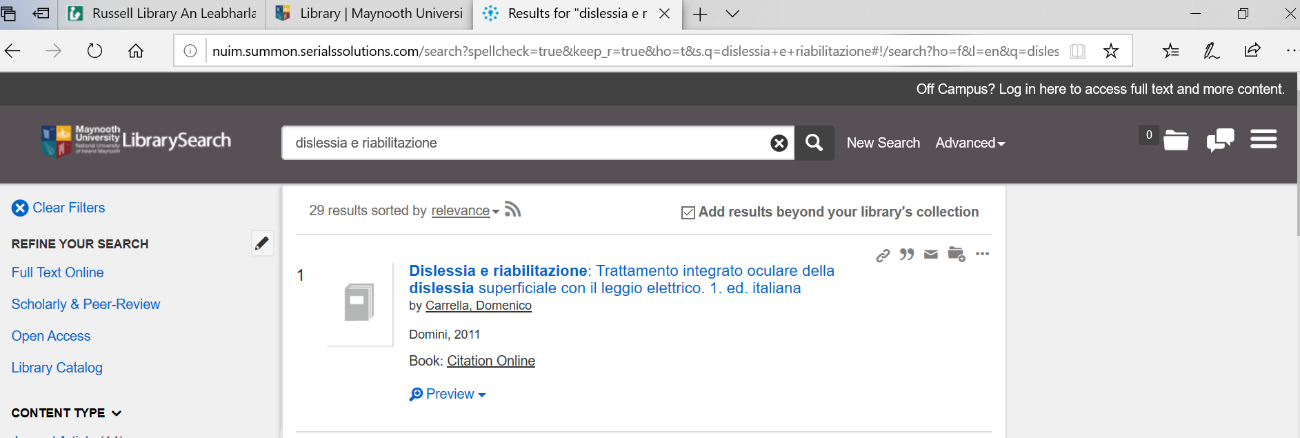 Russell Library An Leabharla
Library | Maynooth Universi
Results for "dislessia e r
nuim.summon.serialssolutions.com/search?spellcheck=true&keep_r=true&ho=t&s.q=dislessia+e+riabilitazione#!/search?ho=f&l=en&q=disles
Off Campus? Log in here to access full text and more content.
Maynooth
University
National University
of Ireland Maynooth
LibrarySearch
dislessia e riabilitazione
New Search
Advanced
0
Clear Filters
REFINE YOUR SEARCH
Full Text Online
Scholarly & Peer-Review
Open Access
Library Catalog
CONTENT TYPE
29 results sorted by relevance
Add results beyond your library's collection
1
Dislessia e riabilitazione: Trattamento integrato oculare della
dislessia superficiale con il leggio elettrico. 1. ed. italiana
by Carrella, Domenico
Domini, 2011
Book: Citation Online
Preview